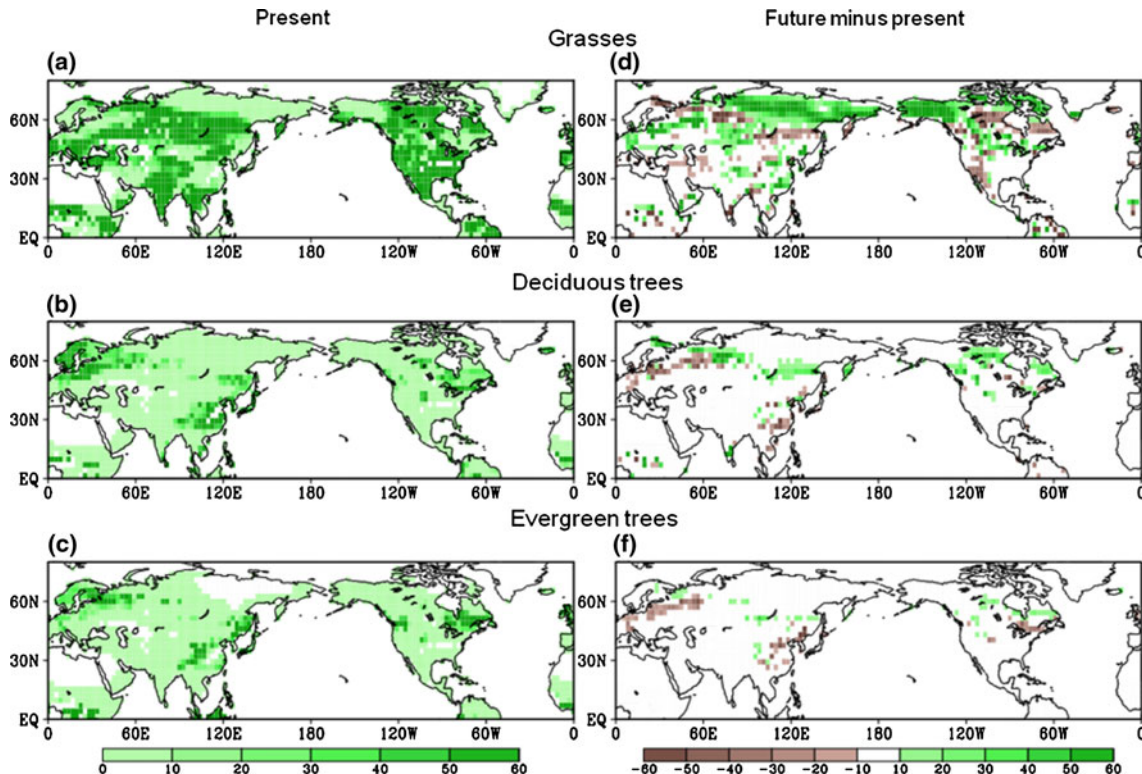 Present
Future minus present
Grasses
(a)
(d)
60N
30N
EQ
0 60E 120E 180 120W 60W 0
60N
30N
EQ
0 60E 120E 180 120W 60W 0
Deciduous trees
(b)
(e)
60N
30N
EQ
0 60E 120E 180 120W 60W 0
60N
30N
EQ
0 60E 120E 180 120W 60W 0
Evergreen trees
(c)
(f)
60N
30N
EQ
0 60E 120E 180 120W 60W 0
60N
30N
EQ
0 60E 120E 180 120W 60W 0
0 10 20 30 40 50 60
-60 -50 -40 -30 -20 -10 10 20 30 40 50 60